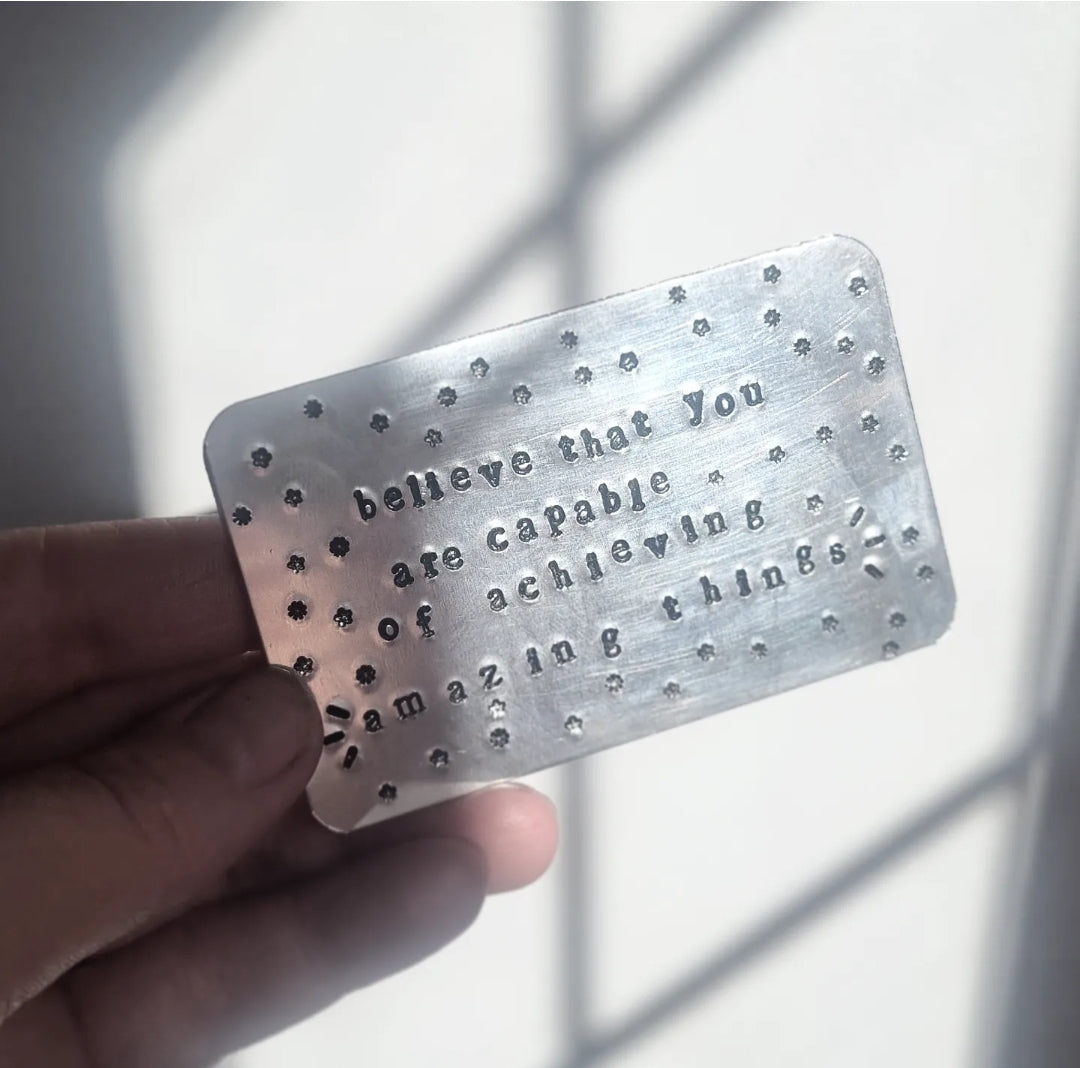 believe that you
are capable
of achieving
amazing things